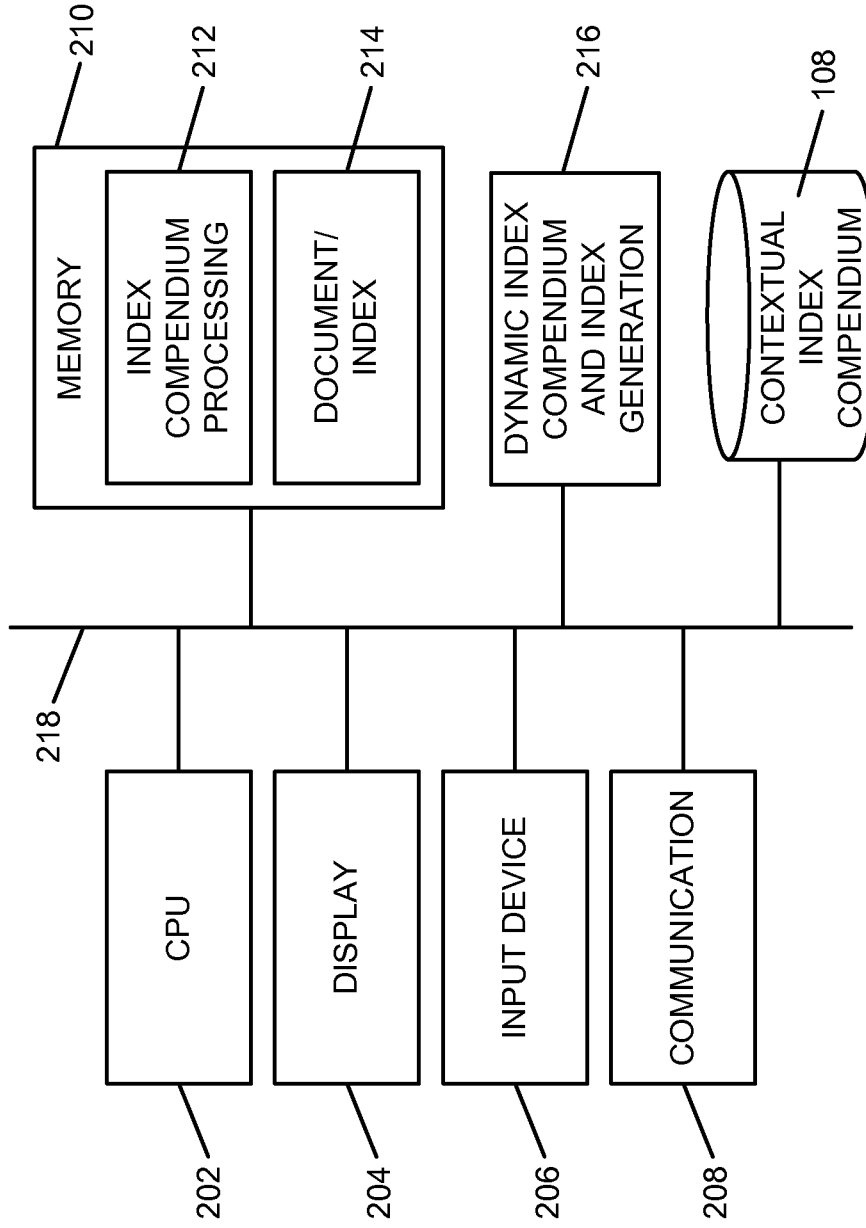 202
CPU
204
DISPLAY
206
INPUT DEVICE
208
COMMUNICATION
218
210
MEMORY
212
INDEX
COMPENDIUM
PROCESSING
214
DOCUMENT/
INDEX
216
DYNAMIC INDEX
COMPENDIUM
AND INDEX
GENERATION
108
CONTEXTUAL
INDEX
COMPENDIUM